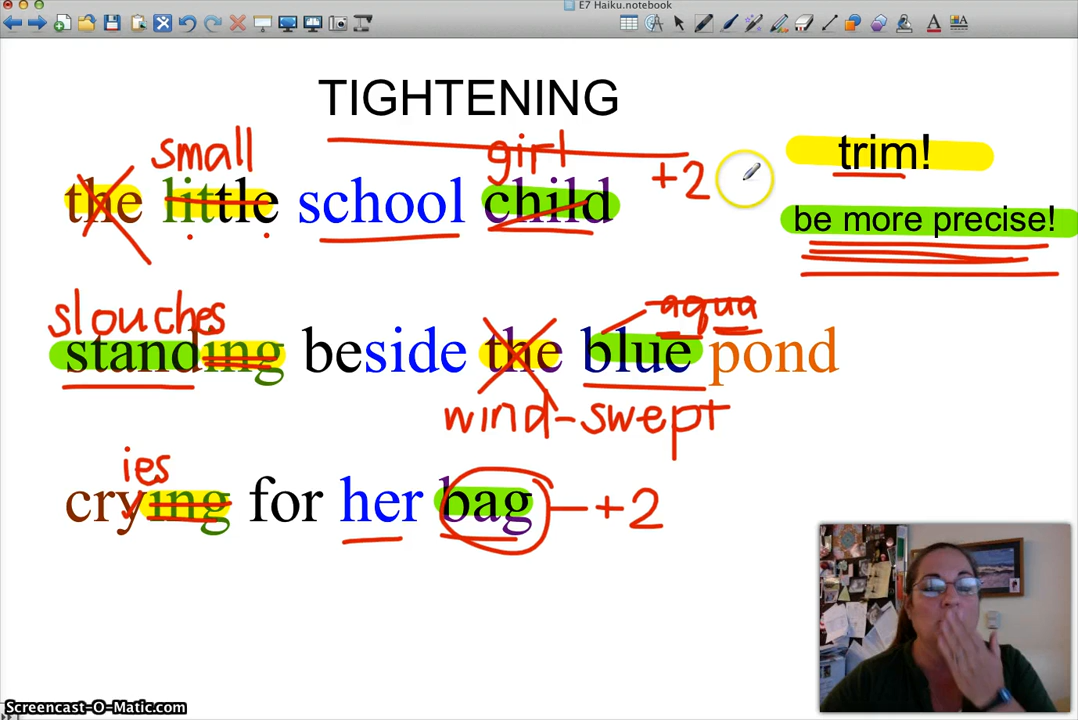 E7 Haiku.notebook
TIGHTENING
small girl
the little school child +2
trim!
be more precise!
slouches aqua
standing beside the blue pond
wind-swept
ies
crying for her bag – +2
Screencast-O-Matic.com